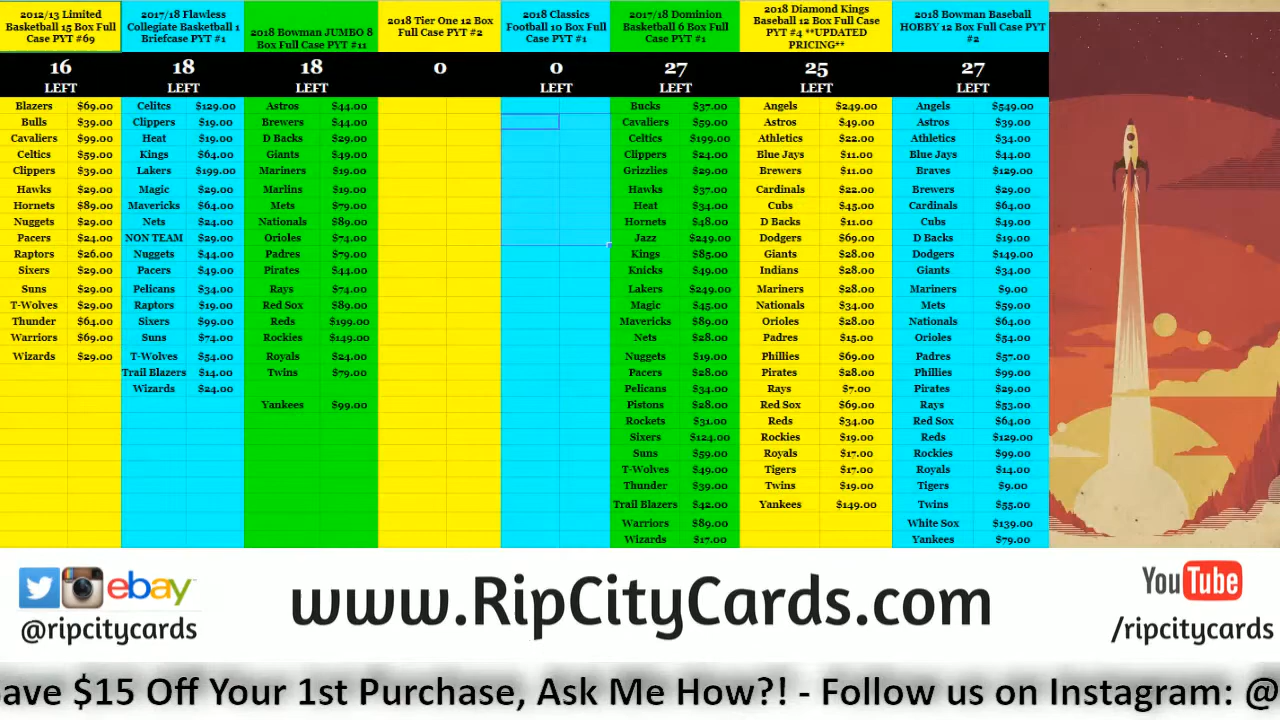 2012/13 Limited
Basketball 15 Box Full
Case PYT #69
16
LEFT
Blazers $69.00
Bulls $39.00
Cavaliers $99.00
Celtics $59.00
Clippers $39.00
Hawks $29.00
Hornets $89.00
Nuggets $29.00
Pacers $24.00
Raptors $26.00
Sixers $29.00
Suns $29.00
T-Wolves $29.00
Thunder $64.00
Warriors $69.00
Wizards $29.00
2017/18 Flawless
Collegiate Basketball 1
Briefcase PYT #1
18
LEFT
Celitcs $129.00
Clippers $19.00
Heat $19.00
Kings $64.00
Lakers $199.00
Magic $29.00
Mavericks $64.00
Nets $24.00
NON TEAM $29.00
Nuggets $44.00
Pacers $49.00
Pelicans $34.00
Raptors $19.00
Sixers $99.00
Suns $74.00
T-Wolves $54.00
Trail Blazers $14.00
Wizards $24.00
2018 Bowman JUMBO 8
Box Full Case PYT #11
18
LEFT
Astros $44.00
Brewers $44.00
D Backs $29.00
Giants $49.00
Mariners $19.00
Marlins $19.00
Mets $79.00
Nationals $89.00
Orioles $74.00
Padres $79.00
Pirates $44.00
Rays $74.00
Red Sox $89.00
Reds $199.00
Rockies $149.00
Royals $24.00
Twins $79.00
Yankees $99.00
2018 Tier One 12 Box
Full Case PYT #2
0
2018 Classics
Football 10 Box Full
Case PYT #1
0
LEFT
2017/18 Dominion
Basketball 6 Box Full
Case PYT #1
27
LEFT
Bucks $37.00
Cavaliers $59.00
Celtics $199.00
Clippers $24.00
Grizzlies $29.00
Hawks $37.00
Heat $34.00
Hornets $48.00
Jazz $249.00
Kings $85.00
Knicks $49.00
Lakers $249.00
Magic $45.00
Mavericks $89.00
Nets $28.00
Nuggets $19.00
Pacers $28.00
Pelicans $34.00
Pistons $28.00
Rockets $31.00
Sixers $124.00
Suns $59.00
T-Wolves $49.00
Thunder $39.00
Trail Blazers $42.00
Warriors $89.00
Wizards $17.00
2018 Diamond Kings
Baseball 12 Box Full Case
PYT #4 **UPDATED
PRICING**
25
LEFT
Angels $249.00
Astros $49.00
Athletics $22.00
Blue Jays $11.00
Brewers $11.00
Cardinals $22.00
Cubs $45.00
D Backs $11.00
Dodgers $69.00
Giants $28.00
Indians $28.00
Mariners $28.00
Nationals $34.00
Orioles $28.00
Padres $15.00
Phillies $69.00
Pirates $28.00
Rays $7.00
Red Sox $69.00
Reds $34.00
Rockies $19.00
Royals $17.00
Tigers $17.00
Twins $19.00
Yankees $149.00
2018 Bowman Baseball
HOBBY 12 Box Full Case PYT
#2
27
LEFT
Angels $549.00
Astros $39.00
Athletics $34.00
Blue Jays $44.00
Braves $129.00
Brewers $29.00
Cardinals $64.00
Cubs $49.00
D Backs $19.00
Dodgers $149.00
Giants $34.00
Mariners $9.00
Mets $59.00
Nationals $64.00
Orioles $54.00
Padres $57.00
Phillies $99.00
Pirates $29.00
Rays $53.00
Red Sox $64.00
Reds $129.00
Rockies $99.00
Royals $14.00
Tigers $9.00
Twins $55.00
White Sox $139.00
Yankees $79.00
ebay
@ripcitycards
www.RipCityCards.com
YouTube
/ripcitycards
ave $15 Off Your 1st Purchase, Ask Me How?! - Follow us on Instagram: @